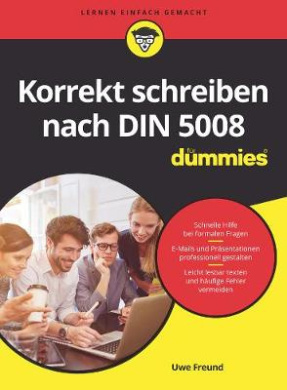 LERNEN EINFACH GEMACHT
Korrekt schreiben
nach DIN 5008
für
dummies®
Schnelle Hilfe
bei formalen Fragen
E-Mails und Präsentationen
professionell gestalten
Leicht lesbar texten
und häufige Fehler
vermeiden
Uwe Freund